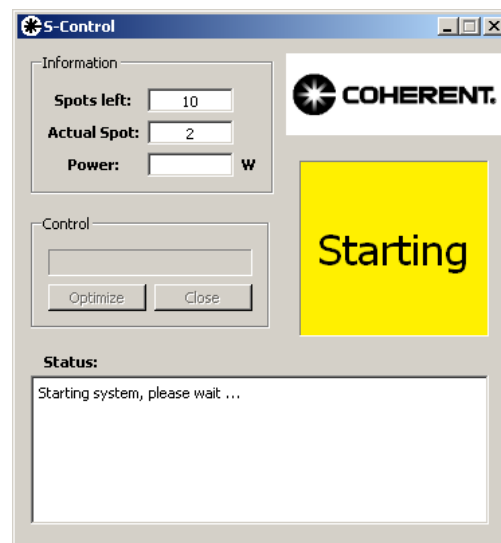 S-Control
Information
Spots left: 10
Actual Spot: 2
Power: W
COHERENT.
Control
Optimize Close
Starting
Status:
Starting system, please wait ...